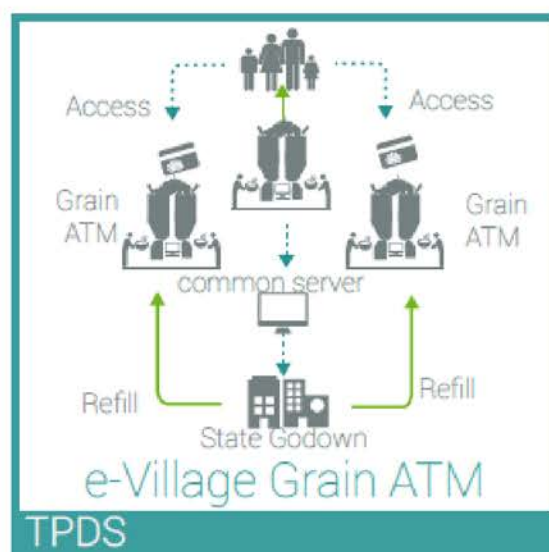 Access
Access
Grain
ATM
Grain
ATM
common server
Refill
Refill
State Godown
e-Village Grain ATM
TPDS